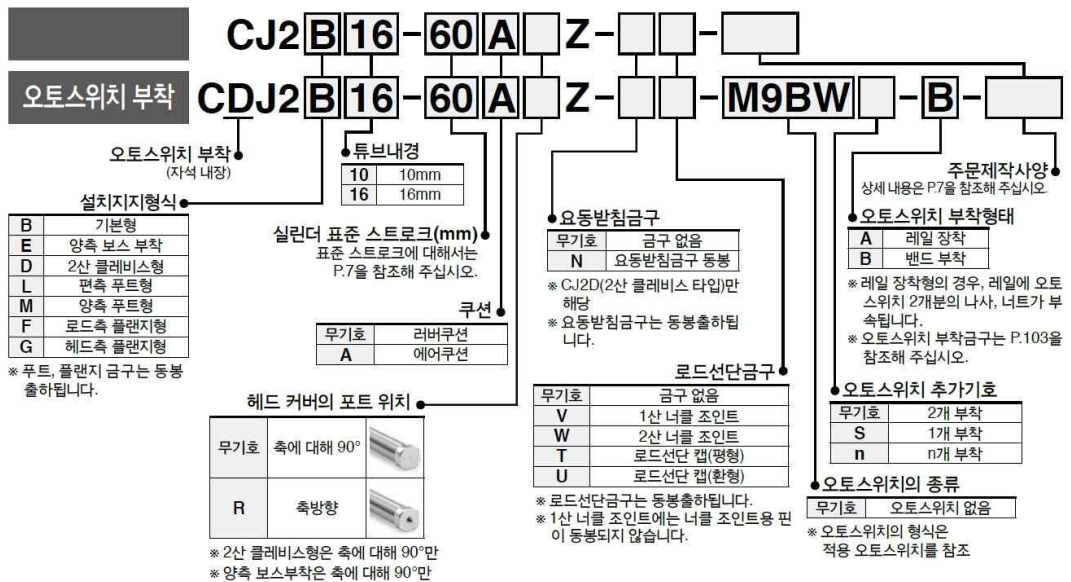 CJ2 B 16 - 60 A Z -
오토스위치 부착 CDJ2 B 16 - 60 A Z - - M9BW - B -
오토스위치 부착
(자석 내장)
튜브내경
10 10mm
16 16mm
설치지지형식
B 기본형
E 양측 보스 부착
D 2산 클레비스형
L 편측 푸트형
M 양측 푸트형
F 로드측 플랜지형
G 헤드측 플랜지형
※ 푸트, 플랜지 금구는 동봉
출하됩니다.
실린더 표준 스트로크(mm)
표준 스트로크에 대해서는
P.7을 참조해 주십시오.
쿠션
무기호 러버쿠션
A 에어쿠션
헤드 커버의 포트 위치
무기호 축에 대해 90°
R 축방향
※ 2산 클레비스형은 축에 대해 90°만
※ 양측 보스부착은 축에 대해 90°만
요동받침금구
무기호 금구 없음
N 요동받침금구 동봉
※ CJ2D(2산 클레비스 타입)만
해당
※ 요동받침금구는 동봉출하됩
니다.
로드선단금구
무기호 금구 없음
V 1산 너클 조인트
W 2산 너클 조인트
T 로드선단 캡(평형)
U 로드선단 캡(환형)
※ 로드선단금구는 동봉출하됩니다.
※ 1산 너클 조인트에는 너클 조인트용 핀
이 동봉되지 않습니다.
주문제작사양
상세 내용은 P.7을 참조해 주십시오.
오토스위치 부착형태
A 레일 장착
B 밴드 부착
※ 레일 장착형의 경우, 레일에 오토
스위치 2개분의 나사, 너트가 부
속됩니다.
※ 오토스위치 부착금구는 P.103을
참조해 주십시오.
오토스위치 추가기호
무기호 2개 부착
S 1개 부착
n n개 부착
오토스위치의 종류
무기호 오토스위치 없음
※ 오토스위치의 형식은
적용 오토스위치를 참조